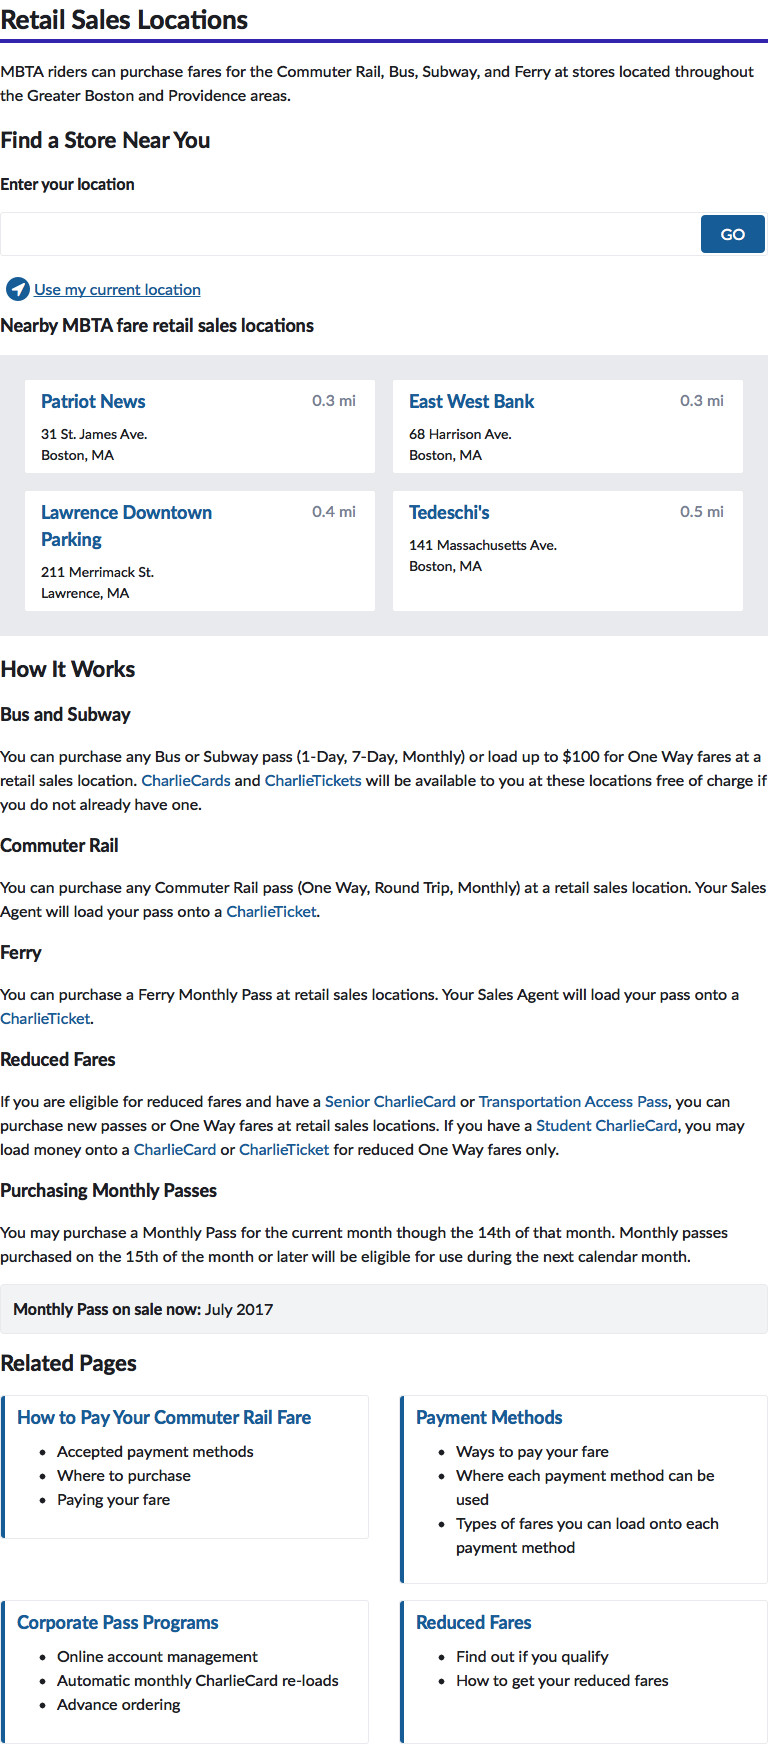 Retail Sales Locations
MBTA riders can purchase fares for the Commuter Rail, Bus, Subway, and Ferry at stores located throughout
the Greater Boston and Providence areas.
Find a Store Near You
Enter your location
GO
Use my current location
Nearby MBTA fare retail sales locations
Patriot News 0.3 mi
31 St. James Ave.
Boston, MA
East West Bank 0.3 mi
68 Harrison Ave.
Boston, MA
Lawrence Downtown 0.4 mi
Parking
211 Merrimack St.
Lawrence, MA
Tedeschi's 0.5 mi
141 Massachusetts Ave.
Boston, MA
How It Works
Bus and Subway
You can purchase any Bus or Subway pass (1-Day, 7-Day, Monthly) or load up to $100 for One Way fares at a
retail sales location. CharlieCards and CharlieTickets will be available to you at these locations free of charge if
you do not already have one.
Commuter Rail
You can purchase any Commuter Rail pass (One Way, Round Trip, Monthly) at a retail sales location. Your Sales
Agent will load your pass onto a CharlieTicket.
Ferry
You can purchase a Ferry Monthly Pass at retail sales locations. Your Sales Agent will load your pass onto a
CharlieTicket.
Reduced Fares
If you are eligible for reduced fares and have a Senior CharlieCard or Transportation Access Pass, you can
purchase new passes or One Way fares at retail sales locations. If you have a Student CharlieCard, you may
load money onto a CharlieCard or CharlieTicket for reduced One Way fares only.
Purchasing Monthly Passes
You may purchase a Monthly Pass for the current month though the 14th of that month. Monthly passes
purchased on the 15th of the month or later will be eligible for use during the next calendar month.
Monthly Pass on sale now: July 2017
Related Pages
How to Pay Your Commuter Rail Fare
• Accepted payment methods
• Where to purchase
• Paying your fare
Payment Methods
• Ways to pay your fare
• Where each payment method can be
used
• Types of fares you can load onto each
payment method
Corporate Pass Programs
• Online account management
• Automatic monthly CharlieCard re-loads
• Advance ordering
Reduced Fares
• Find out if you qualify
• How to get your reduced fares